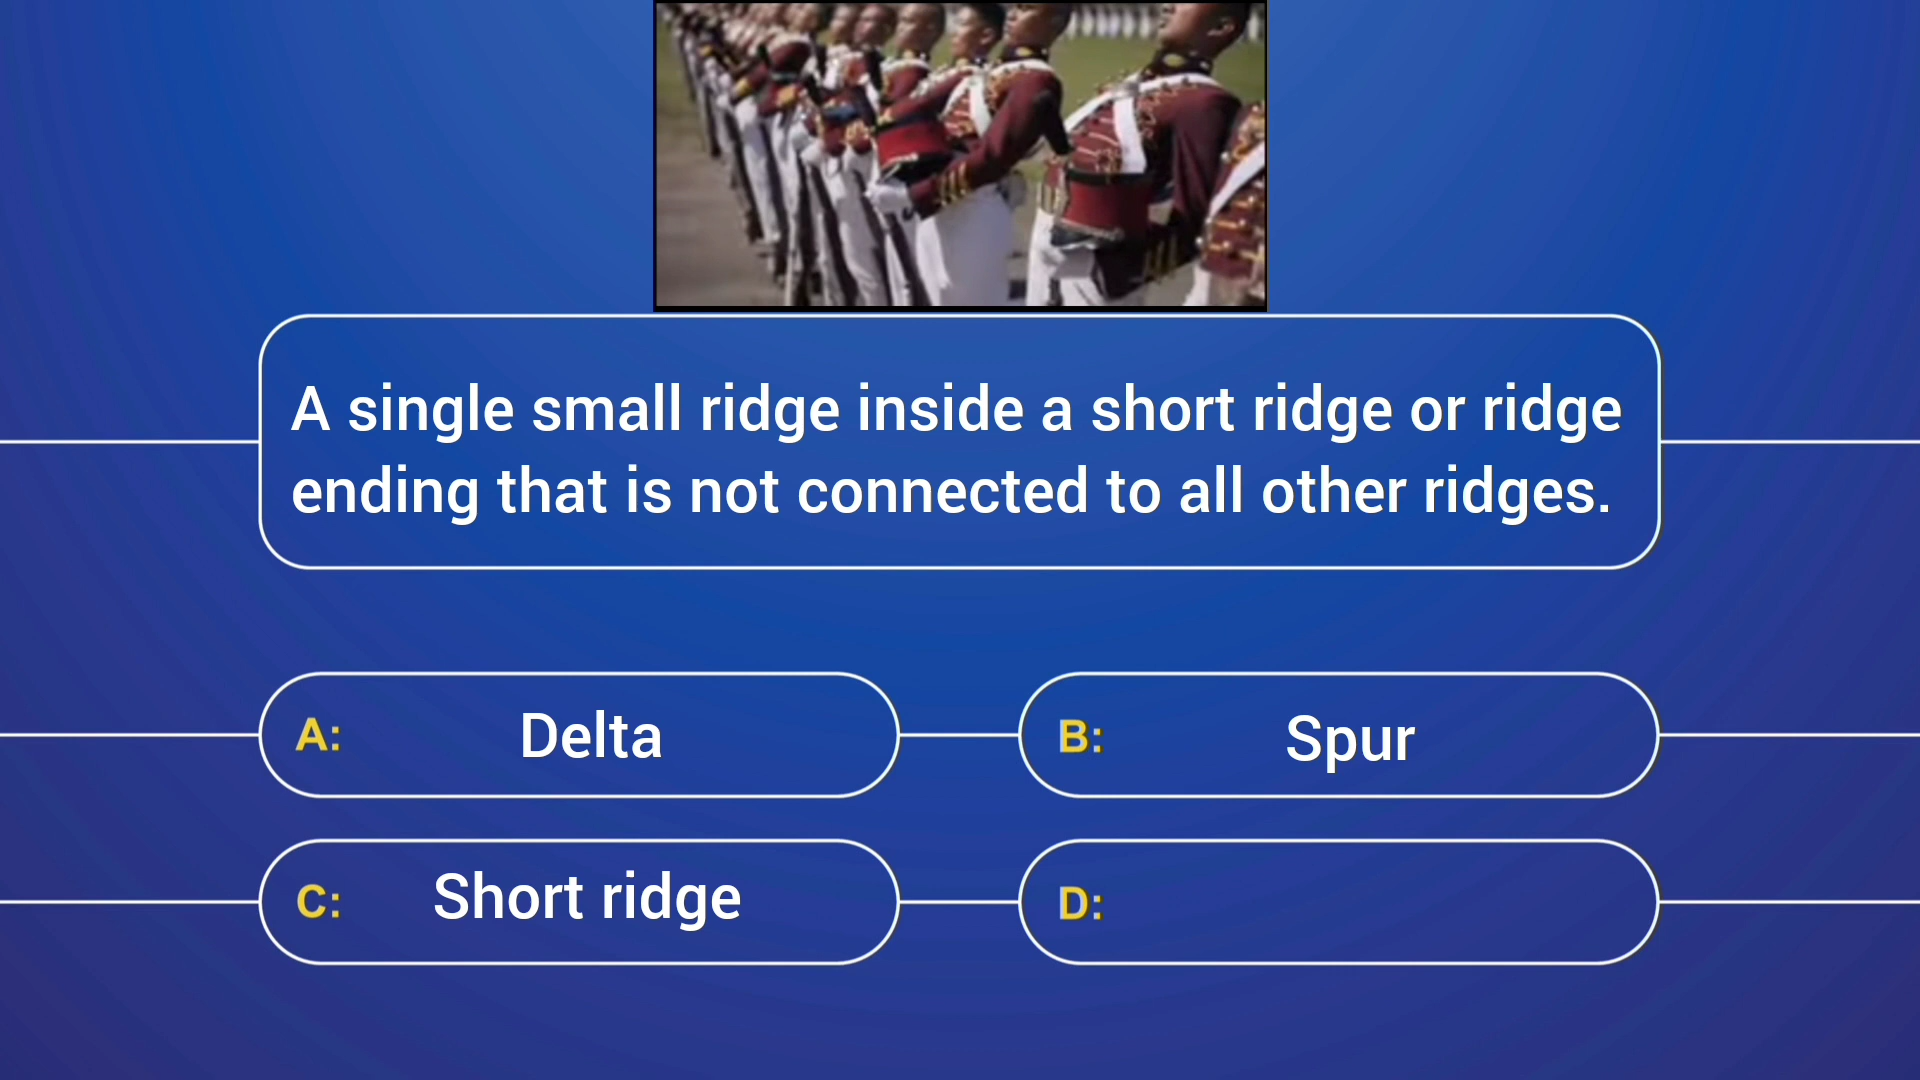 A single small ridge inside a short ridge or ridge
ending that is not connected to all other ridges.
A: Delta
B: Spur
C: Short ridge
D: